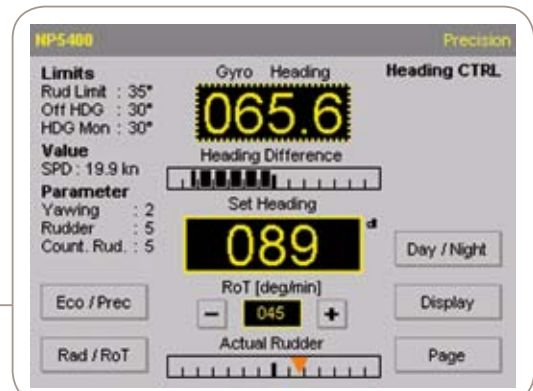 NP5400 Precision
Limits
Rud Limit : 35°
Off HDG : 30°
HDG Mon : 30°
Value
SPD : 19.9 kn
Parameter
Yawing : 2
Rudder : 5
Count. Rud. : 5
Eco / Prec
Rad / RoT
Gyro Heading
065.6
Heading Difference
Set Heading
089
RoT [deg/min]
- 045 +
Actual Rudder
Heading CTRL
Day / Night
Display
Page